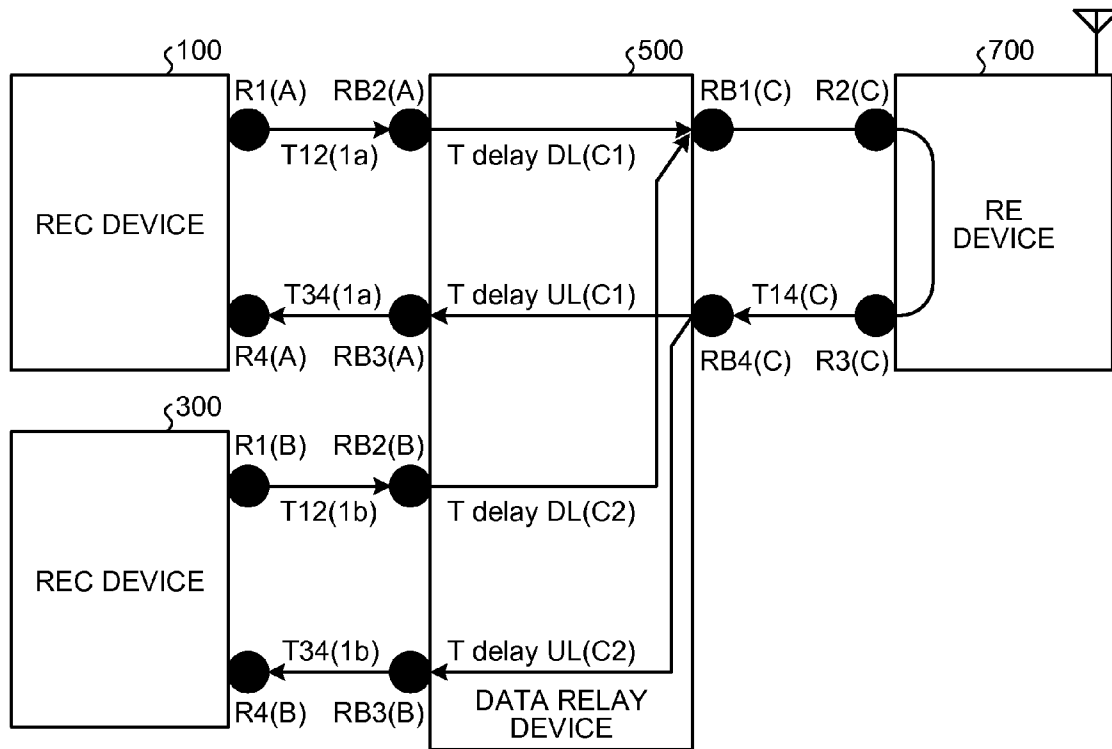 100
500
700
R1(A)
RB2(A)
RB1(C)
R2(C)
T12(1a)
T delay DL(C1)
REC DEVICE
RE
DEVICE
T34(1a)
T delay UL(C1)
T14(C)
R4(A)
RB3(A)
RB4(C)
R3(C)
300
R1(B)
RB2(B)
T12(1b)
T delay DL(C2)
REC DEVICE
T34(1b)
T delay UL(C2)
R4(B)
RB3(B)
DATA RELAY
DEVICE